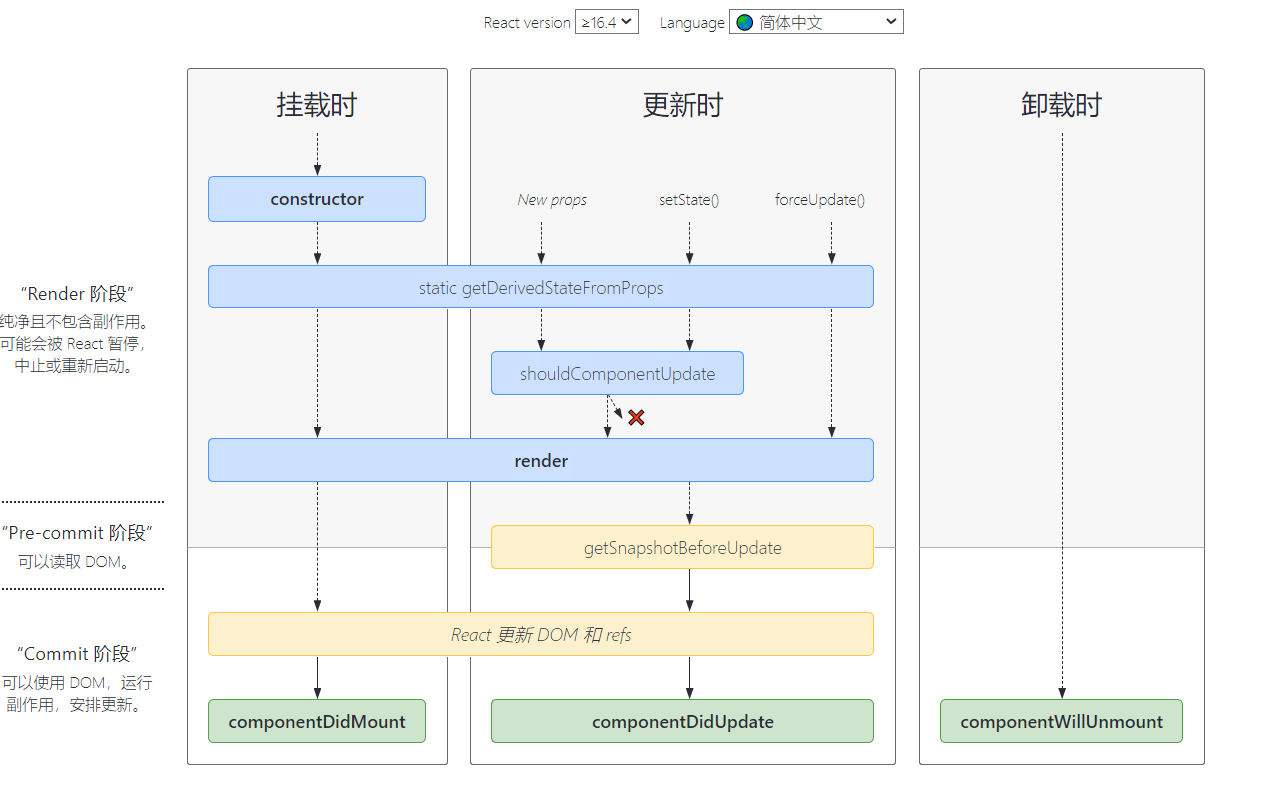 React version ≥16.4 Language 简体中文
挂载时
更新时
卸载时
constructor
New props
setState()
forceUpdate()
static getDerivedStateFromProps
“Render 阶段”
纯净且不包含副作用。
可能会被 React 暂停，
中止或重新启动。
shouldComponentUpdate
render
“Pre-commit 阶段”
可以读取 DOM。
getSnapshotBeforeUpdate
React 更新 DOM 和 refs
“Commit 阶段”
可以使用 DOM，运行
副作用，安排更新。
componentDidMount
componentDidUpdate
componentWillUnmount